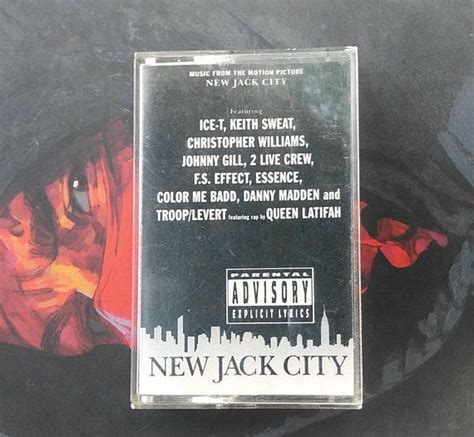 MUSIC FROM THE MOTION PICTURE
NEW JACK CITY
Featuring
ICE-T, KEITH SWEAT,
CHRISTOPHER WILLIAMS,
JOHNNY GILL, 2 LIVE CREW,
F.S. EFFECT, ESSENCE,
COLOR ME BADD, DANNY MADDEN and
TROOP/LEVERT featuring rap by QUEEN LATIFAH
PARENTAL
ADVISORY
EXPLICIT LYRICS
NEW JACK CITY